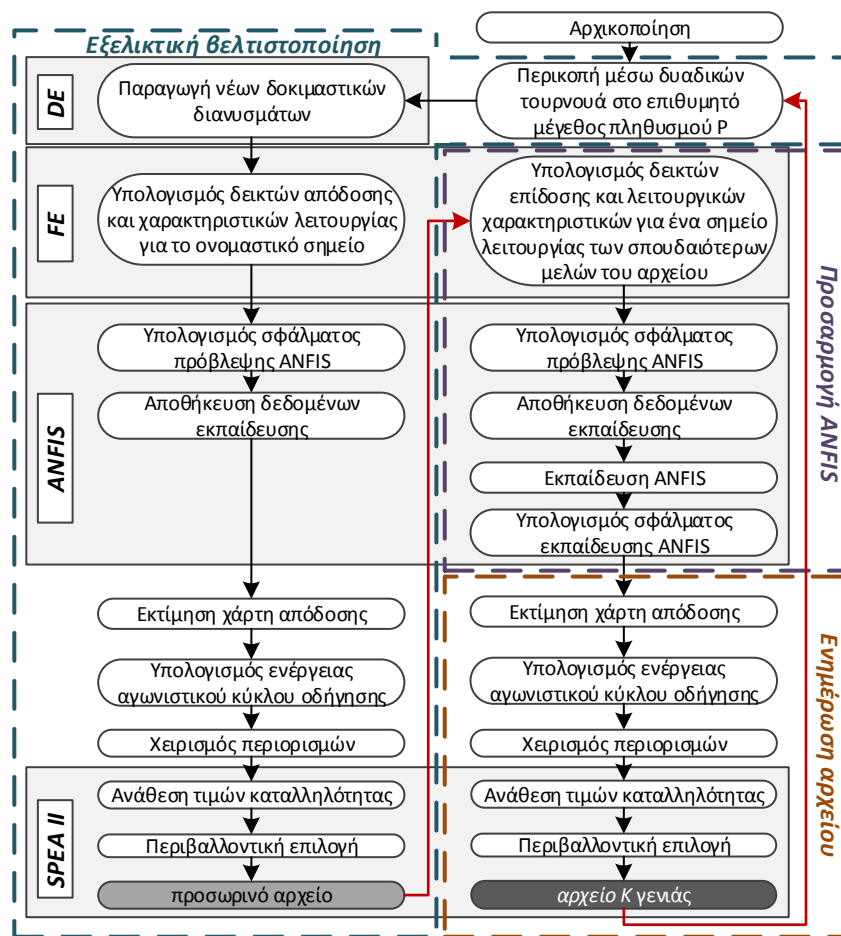 Εξελικτική βελτιστοποίηση
Αρχικοποίηση
DE
Παραγωγή νέων δοκιμαστικών
διανυσμάτων
Περικοπή μέσω δυαδικών
τουρνουά στο επιθυμητό
μέγεθος πληθυσμού P
FE
Υπολογισμός δεικτών απόδοσης
και χαρακτηριστικών λειτουργίας
για το ονομαστικό σημείο
Υπολογισμός δεικτών
επίδοσης και λειτουργικών
χαρακτηριστικών για ένα σημείο
λειτουργίας των σπουδαιότερων
μελών του αρχείου
Προσαρμογή ANFIS
ANFIS
Υπολογισμός σφάλματος
πρόβλεψης ANFIS
Αποθήκευση δεδομένων
εκπαίδευσης
Υπολογισμός σφάλματος
πρόβλεψης ANFIS
Αποθήκευση δεδομένων
εκπαίδευσης
Εκπαίδευση ANFIS
Υπολογισμός σφάλματος
εκπαίδευσης ANFIS
Εκτίμηση χάρτη απόδοσης
Υπολογισμός ενέργειας
αγωνιστικού κύκλου οδήγησης
Χειρισμός περιορισμών
Εκτίμηση χάρτη απόδοσης
Υπολογισμός ενέργειας
αγωνιστικού κύκλου οδήγησης
Χειρισμός περιορισμών
Ενημέρωση αρχείου
SPEA II
Ανάθεση τιμών καταλληλότητας
Περιβαλλοντική επιλογή
προσωρινό αρχείο
Ανάθεση τιμών καταλληλότητας
Περιβαλλοντική επιλογή
αρχείο K γενιάς